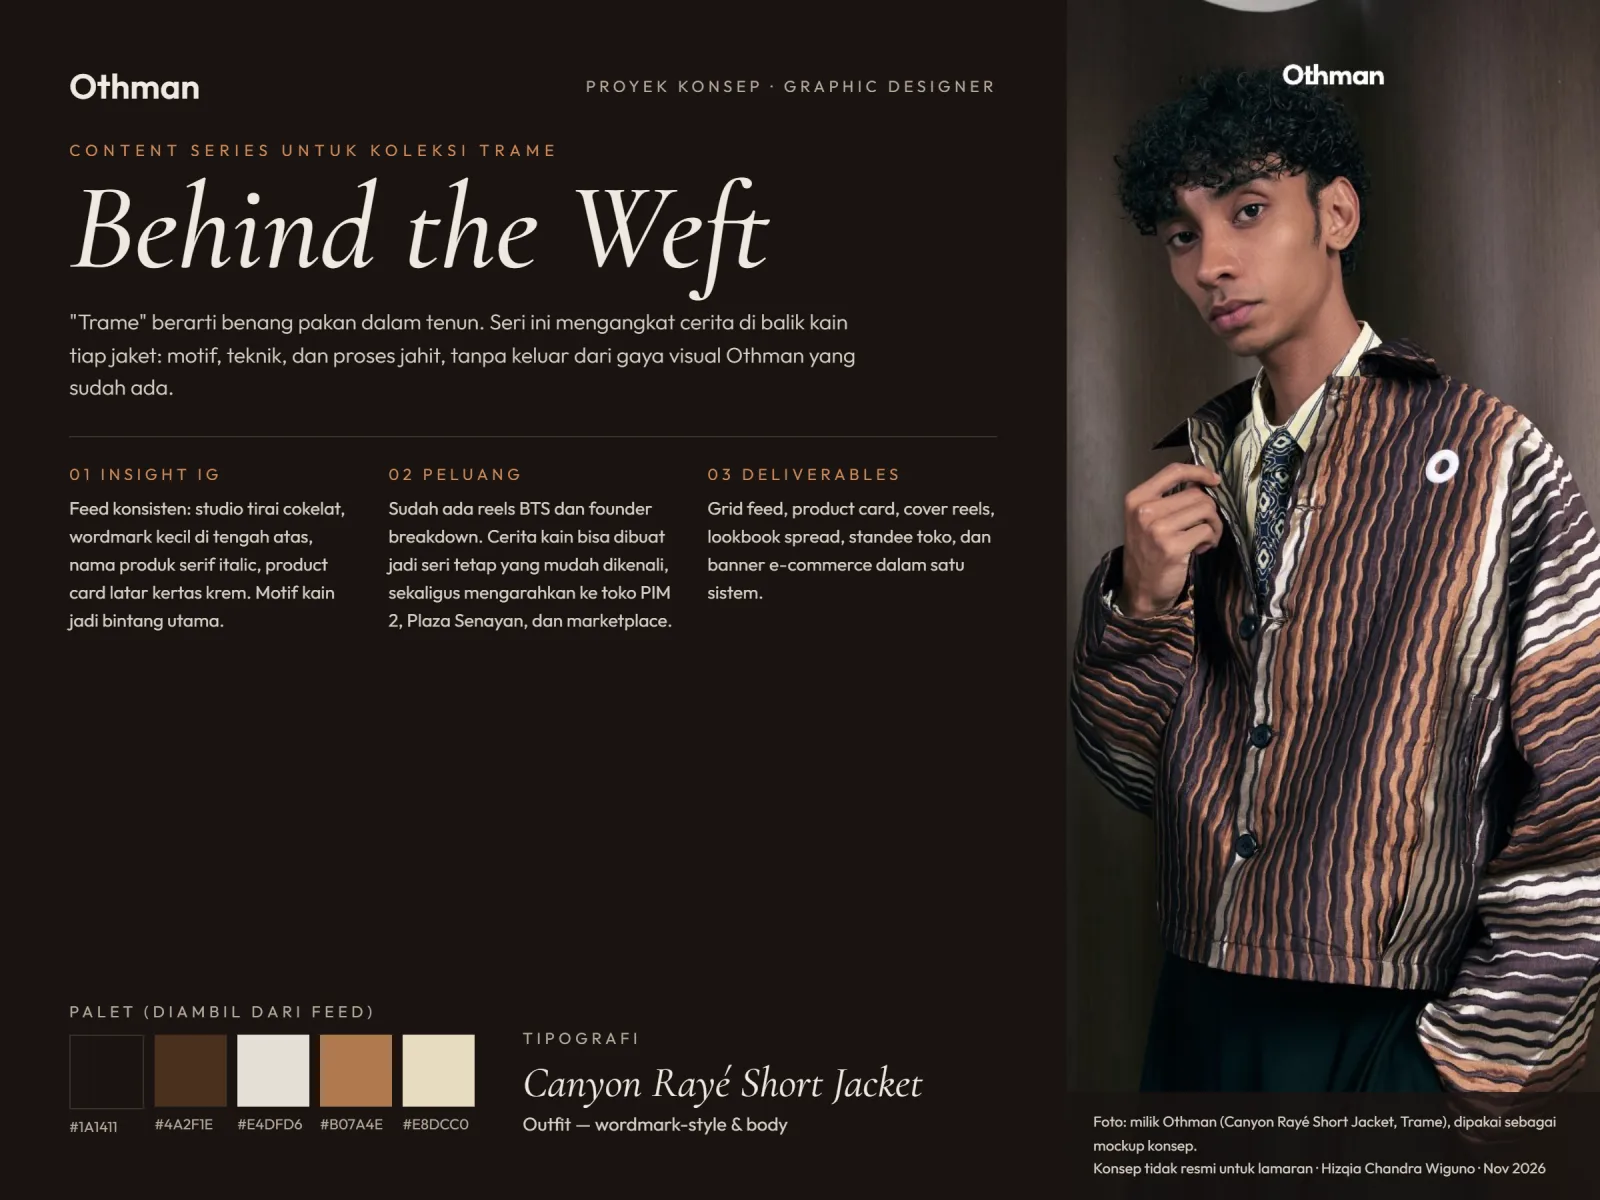 Othman
PROYEK KONSEP · GRAPHIC DESIGNER
CONTENT SERIES UNTUK KOLEKSI TRAME
Behind the Weft
"Trame" berarti benang pakan dalam tenun. Seri ini mengangkat cerita di balik kain
tiap jaket: motif, teknik, dan proses jahit, tanpa keluar dari gaya visual Othman yang
sudah ada.
01 INSIGHT IG
Feed konsisten: studio tirai cokelat,
wordmark kecil di tengah atas,
nama produk serif italic, product
card latar kertas krem. Motif kain
jadi bintang utama.
02 PELUANG
Sudah ada reels BTS dan founder
breakdown. Cerita kain bisa dibuat
jadi seri tetap yang mudah dikenali,
sekaligus mengarahkan ke toko PIM
2, Plaza Senayan, dan marketplace.
03 DELIVERABLES
Grid feed, product card, cover reels,
lookbook spread, standee toko, dan
banner e-commerce dalam satu
sistem.
PALET (DIAMBIL DARI FEED)
#1A1411
#4A2F1E
#E4DFD6
#B07A4E
#E8DCC0
TIPOGRAFI
Canyon Rayé Short Jacket
Outfit — wordmark-style & body
Othman
O
Foto: milik Othman (Canyon Rayé Short Jacket, Trame), dipakai sebagai
mockup konsep.
Konsep tidak resmi untuk lamaran · Hizqia Chandra Wiguno · Nov 2026